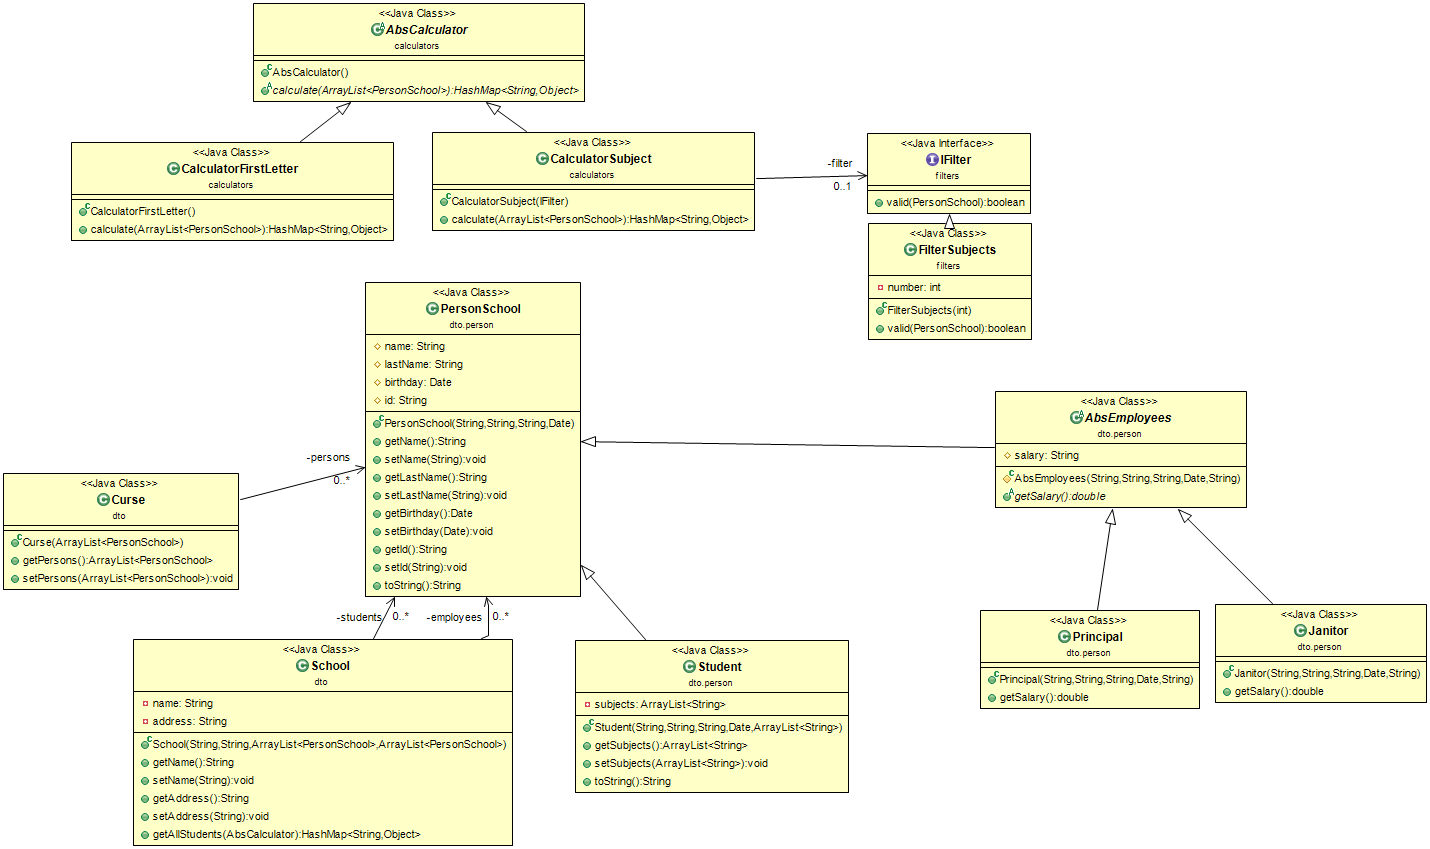 <<Java Class>>
AbsCalculator
calculators
AbsCalculator()
calculate(ArrayList<PersonSchool>):HashMap<String,Object>
<<Java Class>>
CalculatorFirstLetter
calculators
CalculatorFirstLetter()
calculate(ArrayList<PersonSchool>):HashMap<String,Object>
<<Java Class>>
CalculatorSubject
calculators
CalculatorSubject(IFilter)
calculate(ArrayList<PersonSchool>):HashMap<String,Object>
-filter
0..1
<<Java Interface>>
IFilter
filters
valid(PersonSchool):boolean
<<Java Class>>
FilterSubjects
filters
number: int
FilterSubjects(int)
valid(PersonSchool):boolean
<<Java Class>>
PersonSchool
dto.person
name: String
lastName: String
birthday: Date
id: String
PersonSchool(String,String,String,Date)
getName():String
setName(String):void
getLastName():String
setLastName(String):void
getBirthday():Date
setBirthday(Date):void
getId():String
setId(String):void
toString():String
<<Java Class>>
AbsEmployees
dto.person
salary: String
AbsEmployees(String,String,String,Date,String)
getSalary():double
-persons
0..*
<<Java Class>>
Curse
dto
Curse(ArrayList<PersonSchool>)
getPersons():ArrayList<PersonSchool>
setPersons(ArrayList<PersonSchool>):void
-students
0..*
-employees
0..*
<<Java Class>>
School
dto
name: String
address: String
School(String,String,ArrayList<PersonSchool>,ArrayList<PersonSchool>)
getName():String
setName(String):void
getAddress():String
setAddress(String):void
getAllStudents(AbsCalculator):HashMap<String,Object>
<<Java Class>>
Student
dto.person
subjects: ArrayList<String>
Student(String,String,String,Date,ArrayList<String>)
getSubjects():ArrayList<String>
setSubjects(ArrayList<String>):void
toString():String
<<Java Class>>
Principal
dto.person
Principal(String,String,String,Date,String)
getSalary():double
<<Java Class>>
Janitor
dto.person
Janitor(String,String,String,Date,String)
getSalary():double